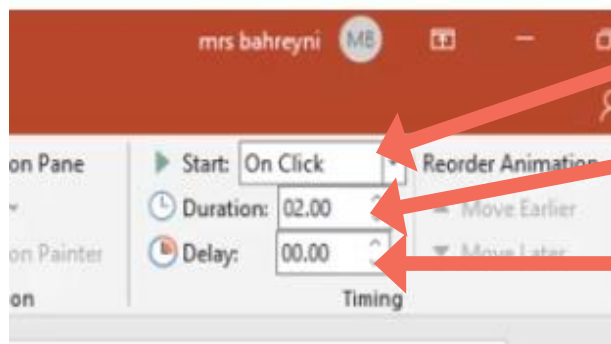 mrs bahreyni MB
on Pane Start: On Click Reorder Animation
Duration: 02.00 Move Earlier
on Painter Delay: 00.00 Move Later
on Timing